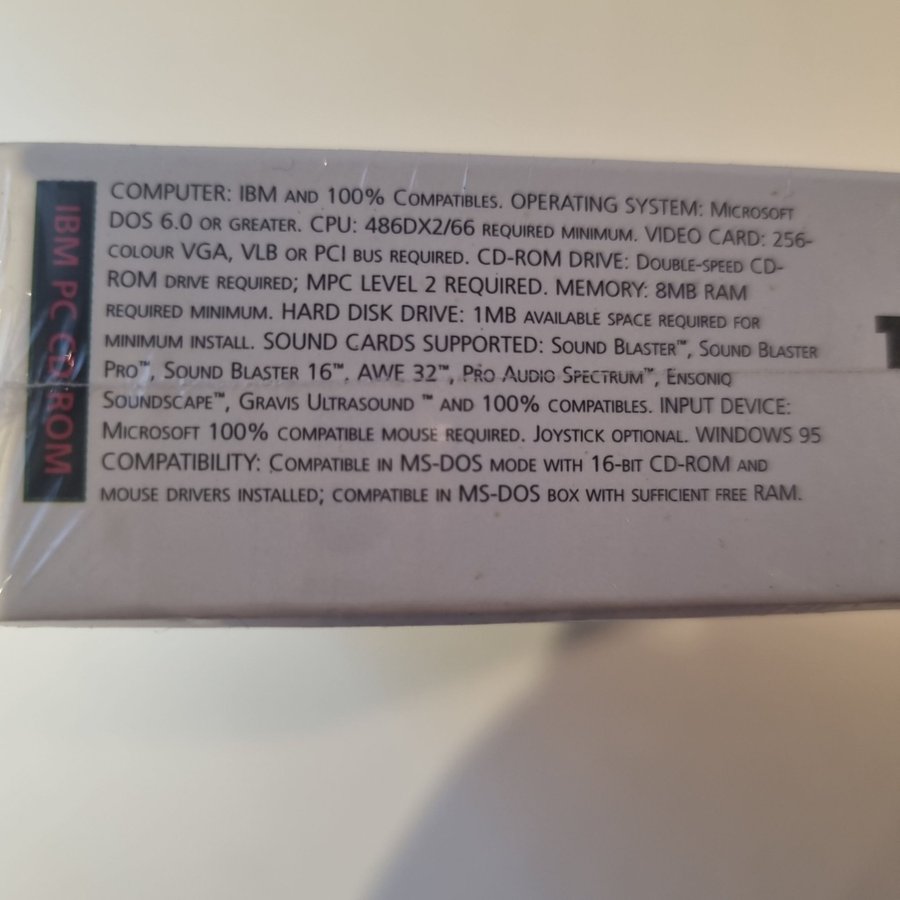 IBM PC CD-ROM
COMPUTER: IBM AND 100% COMPATIBLES. OPERATING SYSTEM: MICROSOFT
DOS 6.0 OR GREATER. CPU: 486DX2/66 REQUIRED MINIMUM. VIDEO CARD: 256-
COLOUR VGA, VLB OR PCI BUS REQUIRED. CD-ROM DRIVE: DOUBLE-SPEED CD-
ROM DRIVE REQUIRED; MPC LEVEL 2 REQUIRED. MEMORY: 8MB RAM
REQUIRED MINIMUM. HARD DISK DRIVE: 1MB AVAILABLE SPACE REQUIRED FOR
MINIMUM INSTALL. SOUND CARDS SUPPORTED: SOUND BLASTER™, SOUND BLASTER
PRO™, SOUND BLASTER 16™. AWE 32™, PRO AUDIO SPECTRUM™, ENSONIQ
SOUNDSCAPE™, GRAVIS ULTRASOUND ™ AND 100% COMPATIBLES. INPUT DEVICE:
MICROSOFT 100% COMPATIBLE MOUSE REQUIRED. JOYSTICK OPTIONAL. WINDOWS 95
COMPATIBILITY: COMPATIBLE IN MS-DOS MODE WITH 16-BIT CD-ROM AND
MOUSE DRIVERS INSTALLED; COMPATIBLE IN MS-DOS BOX WITH SUFFICIENT FREE RAM.